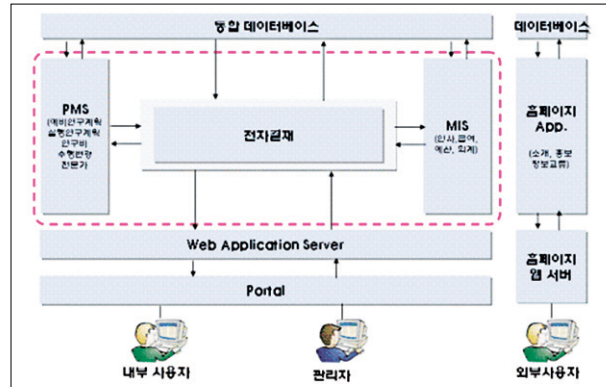 통합 데이터베이스
데이터베이스
PMS
(예비연구계획
실행연구계획
연구비
수행변경
전문가)
전자결재
MIS
(인사,급여,
예산, 회계)
홈페이지
App.
(소개, 홍보
정보교류)
Web Application Server
홈페이지
웹 서버
Portal
내부 사용자
관리자
외부사용자